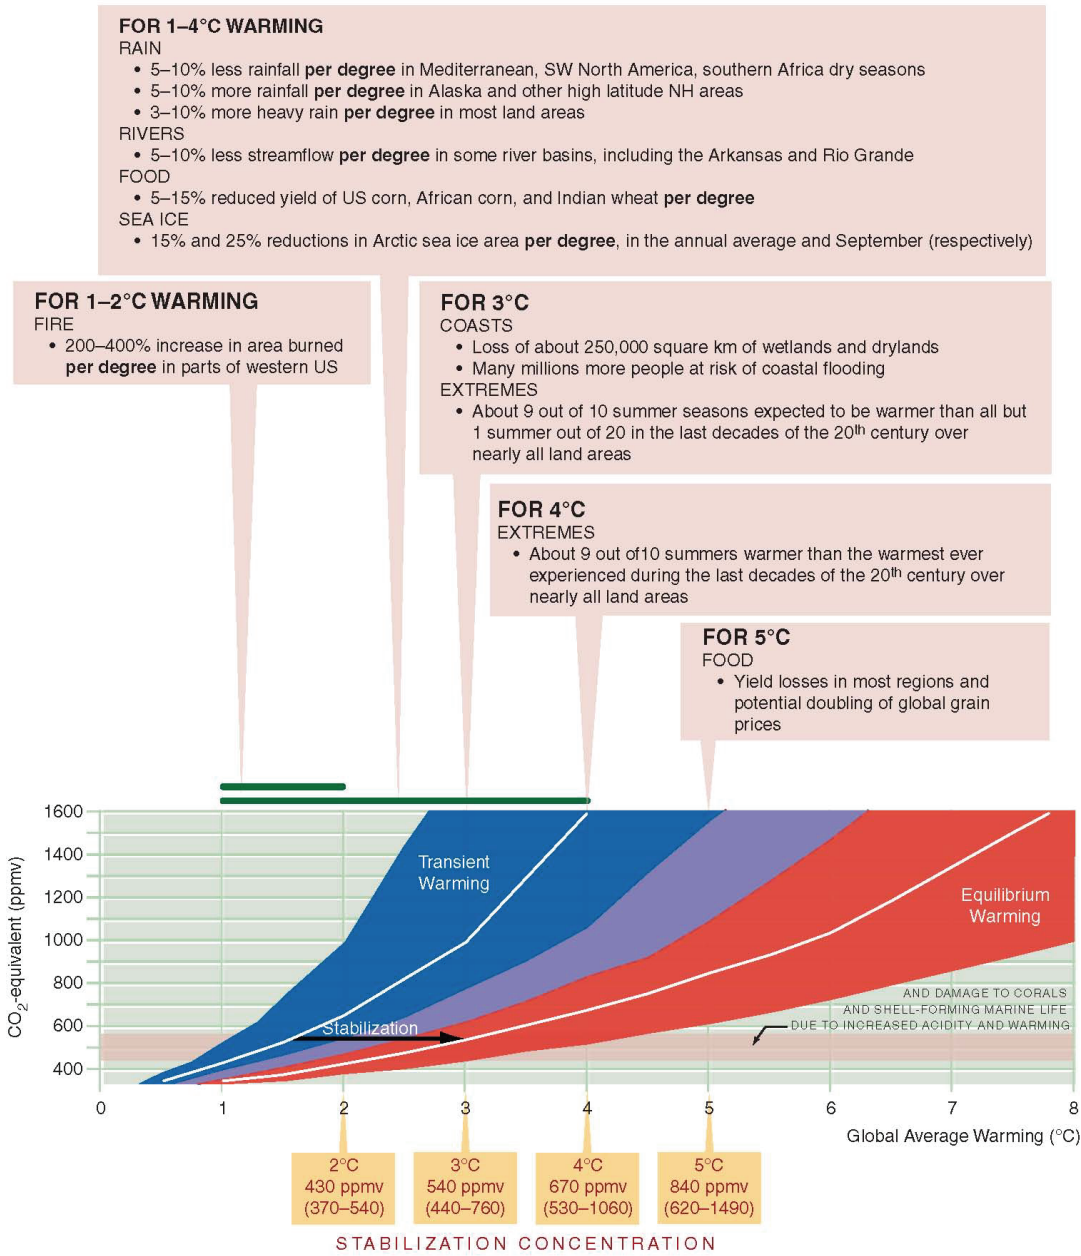 FOR 1–4°C WARMING
RAIN
• 5–10% less rainfall per degree in Mediterranean, SW North America, southern Africa dry seasons
• 5–10% more rainfall per degree in Alaska and other high latitude NH areas
• 3–10% more heavy rain per degree in most land areas
RIVERS
• 5–10% less streamflow per degree in some river basins, including the Arkansas and Rio Grande
FOOD
• 5–15% reduced yield of US corn, African corn, and Indian wheat per degree
SEA ICE
• 15% and 25% reductions in Arctic sea ice area per degree, in the annual average and September (respectively)
FOR 1–2°C WARMING
FIRE
• 200–400% increase in area burned
per degree in parts of western US
FOR 3°C
COASTS
• Loss of about 250,000 square km of wetlands and drylands
• Many millions more people at risk of coastal flooding
EXTREMES
• About 9 out of 10 summer seasons expected to be warmer than all but
1 summer out of 20 in the last decades of the 20th century over
nearly all land areas
FOR 4°C
EXTREMES
• About 9 out of10 summers warmer than the warmest ever
experienced during the last decades of the 20th century over
nearly all land areas
FOR 5°C
FOOD
• Yield losses in most regions and
potential doubling of global grain
prices
CO2-equivalent (ppmv)
1600
1400
1200
1000
800
600
400
Transient
Warming
Equilibrium
Warming
Stabilization
AND DAMAGE TO CORALS
AND SHELL-FORMING MARINE LIFE
DUE TO INCREASED ACIDITY AND WARMING
0 1 2 3 4 5 6 7 8
Global Average Warming (°C)
2°C
430 ppmv
(370–540)
3°C
540 ppmv
(440–760)
4°C
670 ppmv
(530–1060)
5°C
840 ppmv
(620–1490)
STABILIZATION CONCENTRATION